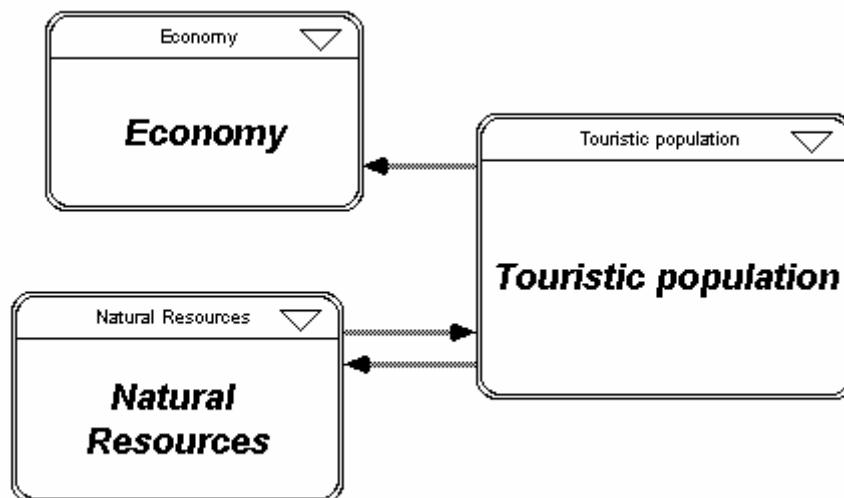 Economy
Economy
Touristic population
Touristic population
Natural Resources
Natural
Resources